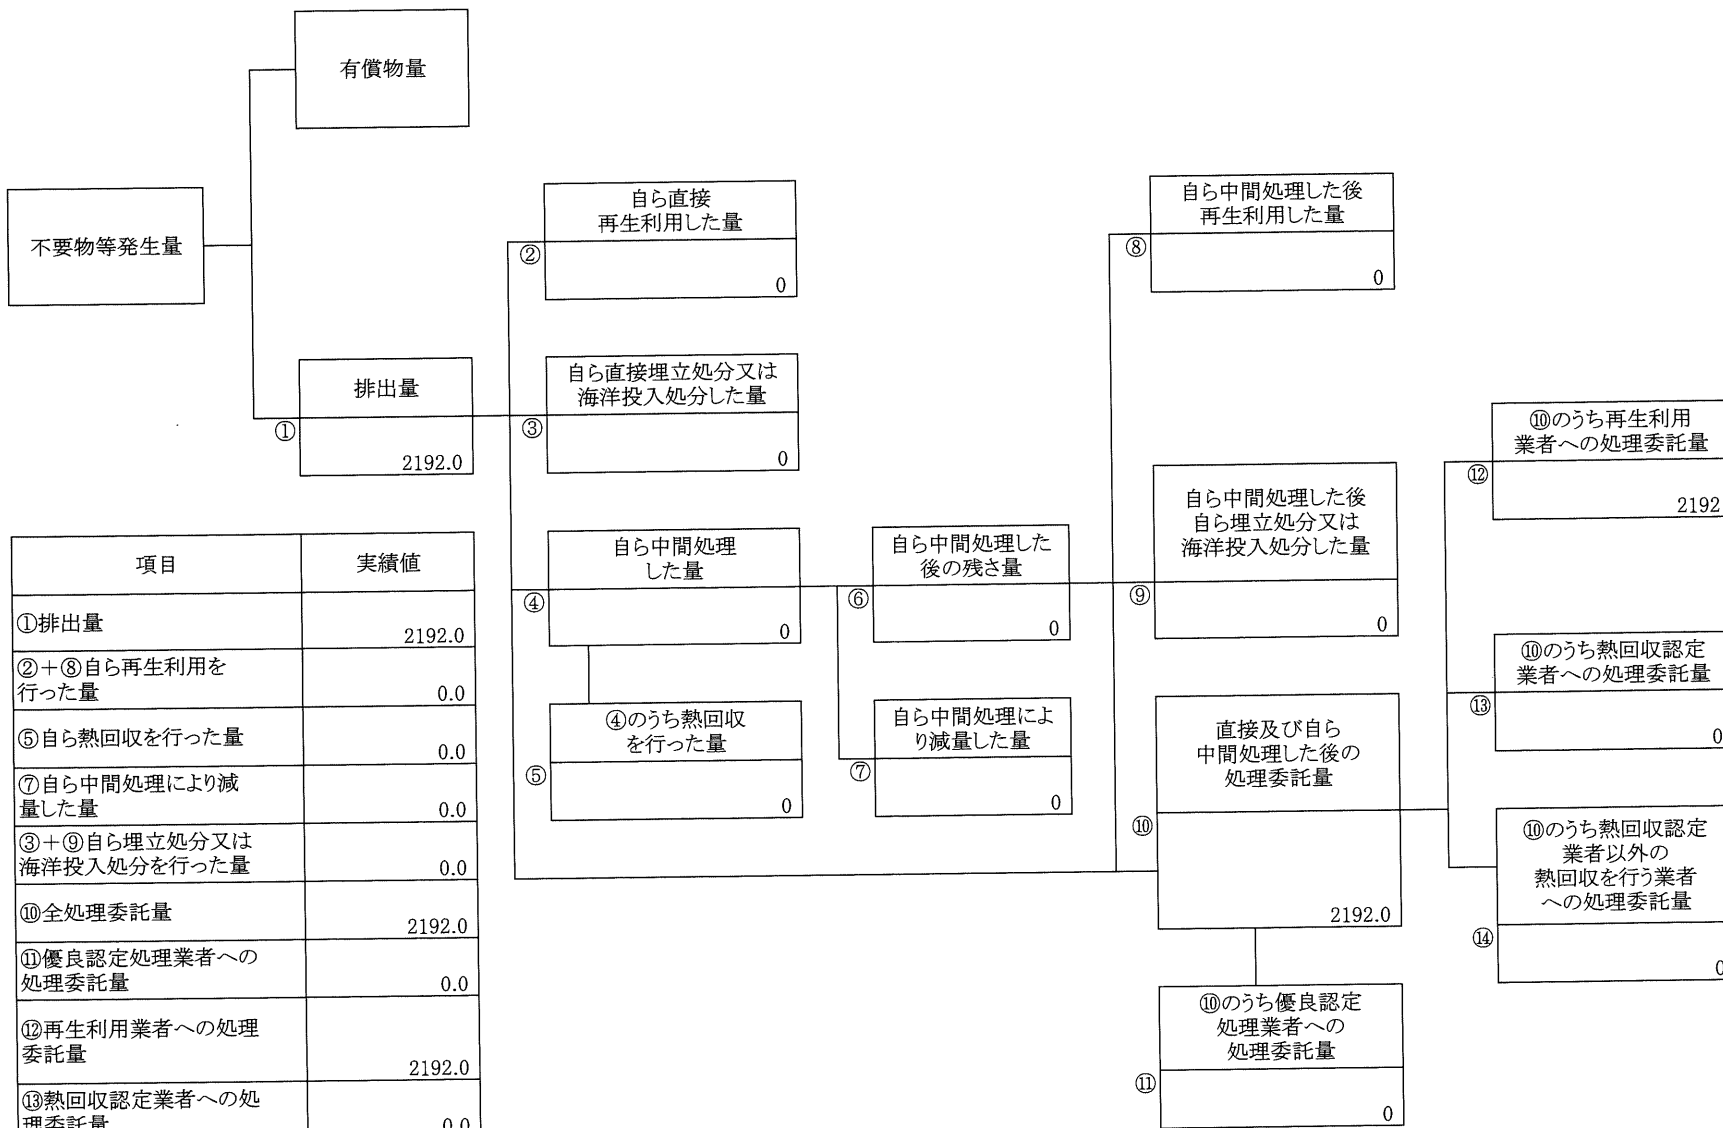 有償物量
不要物等発生量
排出量
①
2192.0
自ら直接
再生利用した量
②
0
自ら直接埋立処分又は
海洋投入処分した量
③
0
自ら中間処理
した量
④
0
④のうち熱回収
を行った量
⑤
0
自ら中間処理した
後の残さ量
⑥
0
自ら中間処理によ
り減量した量
⑦
0
自ら中間処理した後
再生利用した量
⑧
0
自ら中間処理した後
自ら埋立処分又は
海洋投入処分した量
⑨
0
直接及び自ら
中間処理した後の
処理委託量
⑩
2192.0
⑩のうち優良認定
処理業者への
処理委託量
⑪
0
⑩のうち再生利用
業者への処理委託量
⑫
2192
⑩のうち熱回収認定
業者への処理委託量
⑬
0
⑩のうち熱回収認定
業者以外の
熱回収を行う業者
への処理委託量
⑭
0
項目 実績値
①排出量 2192.0
②+⑧自ら再生利用を
行った量 0.0
⑤自ら熱回収を行った量 0.0
⑦自ら中間処理により減
量した量 0.0
③+⑨自ら埋立処分又は
海洋投入処分を行った量 0.0
⑩全処理委託量 2192.0
⑪優良認定処理業者への
処理委託量 0.0
⑫再生利用業者への処理
委託量 2192.0
⑬熱回収認定業者への処
理委託量 0.0